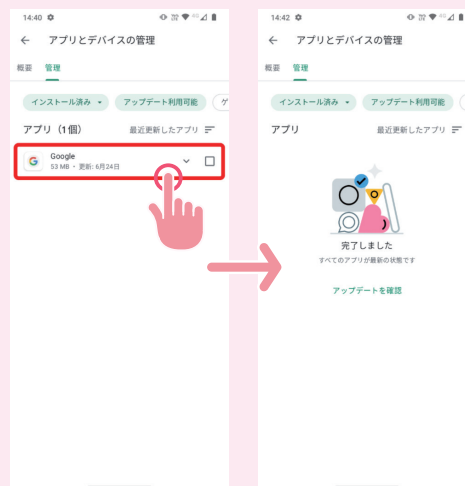 14:40
アプリとデバイスの管理
概要 管理
インストール済み アップデート利用可能 ゲ
アプリ（1個） 最近更新したアプリ
Google
53 MB ・ 更新: 6月24日
14:42
アプリとデバイスの管理
概要 管理
インストール済み アップデート利用可能
アプリ 最近更新したアプリ
完了しました
すべてのアプリが最新の状態です
アップデートを確認